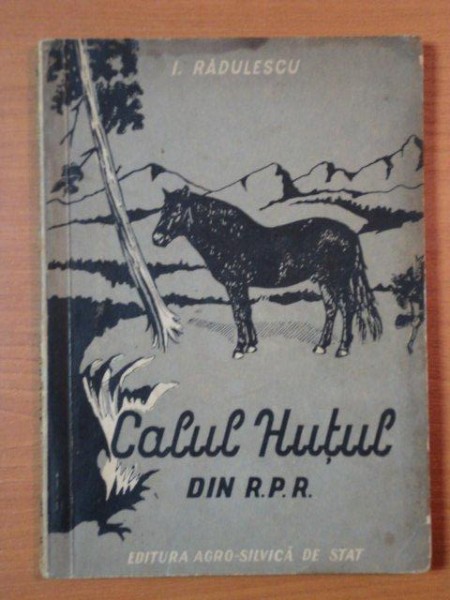 I. RĂDULESCU
Calul Huțul
DIN R.P.R.
EDITURA AGRO-SILVICĂ DE STAT